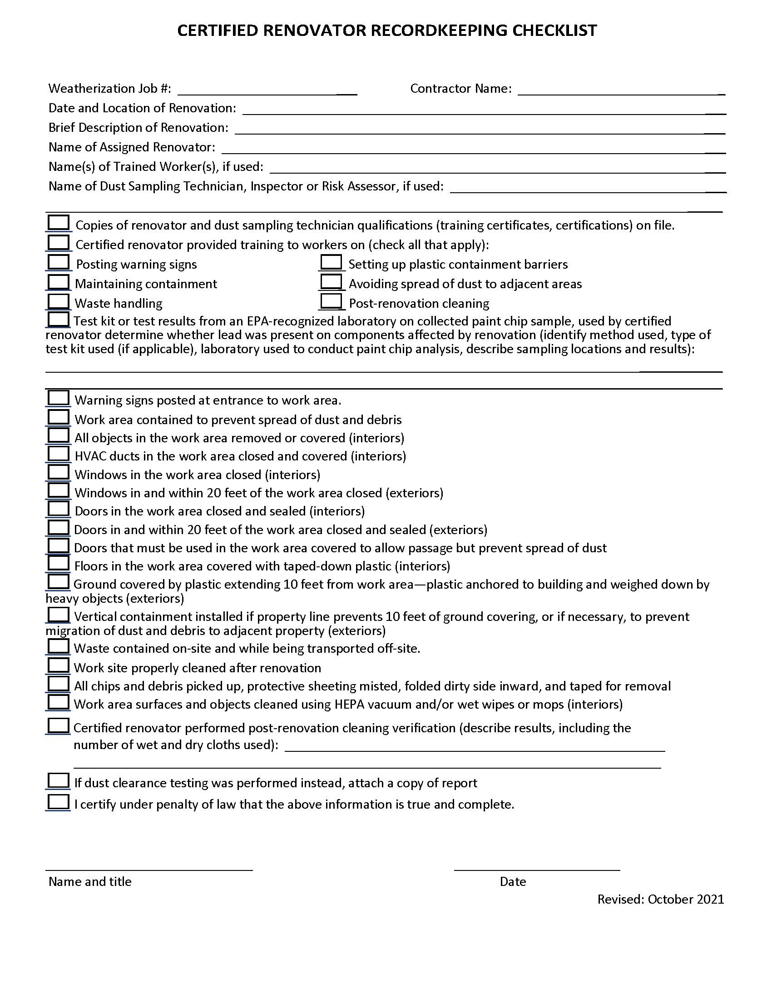 CERTIFIED RENOVATOR RECORDKEEPING CHECKLIST
Weatherization Job #: Contractor Name:
Date and Location of Renovation:
Brief Description of Renovation:
Name of Assigned Renovator:
Name(s) of Trained Worker(s), if used:
Name of Dust Sampling Technician, Inspector or Risk Assessor, if used:
Copies of renovator and dust sampling technician qualifications (training certificates, certifications) on file.
Certified renovator provided training to workers on (check all that apply):
Posting warning signs Setting up plastic containment barriers
Maintaining containment Avoiding spread of dust to adjacent areas
Waste handling Post-renovation cleaning
Test kit or test results from an EPA-recognized laboratory on collected paint chip sample, used by certified
renovator determine whether lead was present on components affected by renovation (identify method used, type of
test kit used (if applicable), laboratory used to conduct paint chip analysis, describe sampling locations and results):
Warning signs posted at entrance to work area.
Work area contained to prevent spread of dust and debris
All objects in the work area removed or covered (interiors)
HVAC ducts in the work area closed and covered (interiors)
Windows in the work area closed (interiors)
Windows in and within 20 feet of the work area closed (exteriors)
Doors in the work area closed and sealed (interiors)
Doors in and within 20 feet of the work area closed and sealed (exteriors)
Doors that must be used in the work area covered to allow passage but prevent spread of dust
Floors in the work area covered with taped-down plastic (interiors)
Ground covered by plastic extending 10 feet from work area—plastic anchored to building and weighed down by
heavy objects (exteriors)
Vertical containment installed if property line prevents 10 feet of ground covering, or if necessary, to prevent
migration of dust and debris to adjacent property (exteriors)
Waste contained on-site and while being transported off-site.
Work site properly cleaned after renovation
All chips and debris picked up, protective sheeting misted, folded dirty side inward, and taped for removal
Work area surfaces and objects cleaned using HEPA vacuum and/or wet wipes or mops (interiors)
Certified renovator performed post-renovation cleaning verification (describe results, including the
number of wet and dry cloths used):
If dust clearance testing was performed instead, attach a copy of report
I certify under penalty of law that the above information is true and complete.
Name and title Date
Revised: October 2021